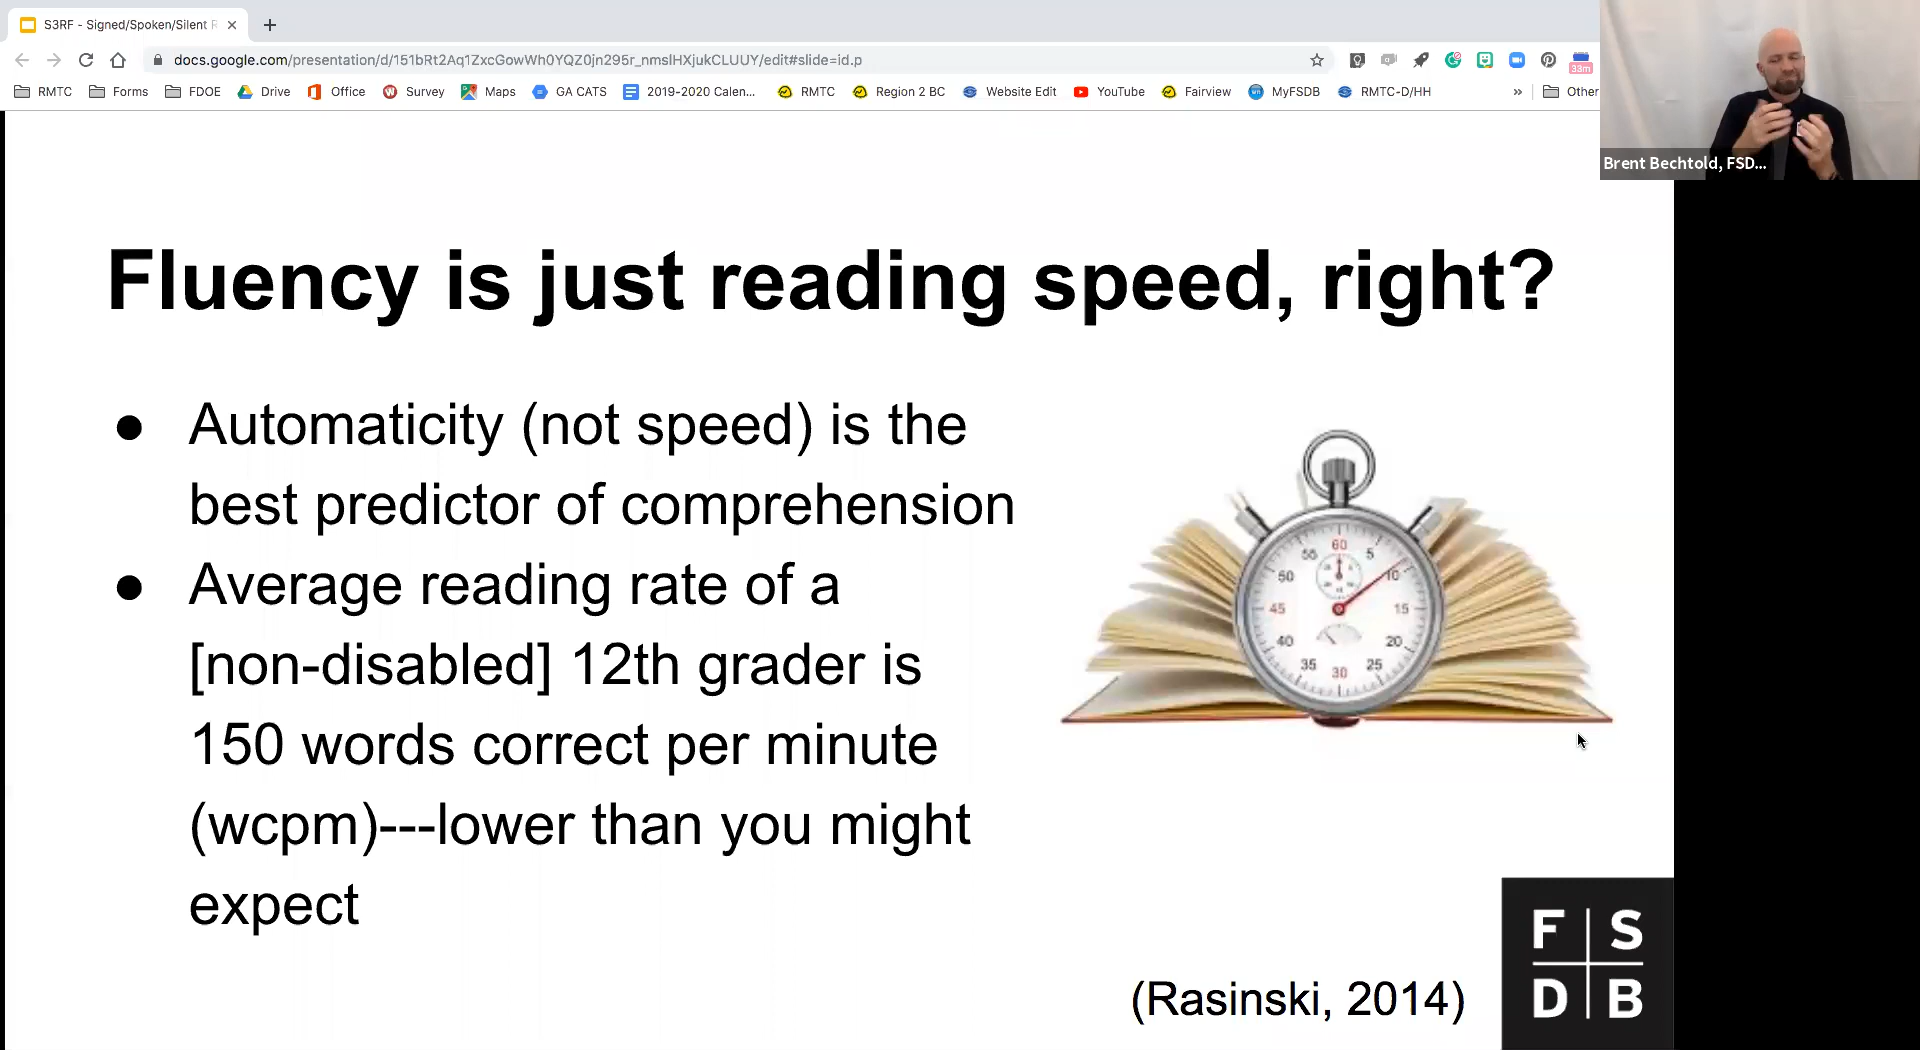 S3RF - Signed/Spoken/Silent R
docs.google.com/presentation/d/151bRt2Aq1ZxcGowWh0YQZ0jn295r_nmsIHXjukCLUUY/edit#slide=id.p
33m
RMTC Forms FDOE Drive Office Survey Maps GA CATS 2019-2020 Calen... RMTC Region 2 BC Website Edit YouTube Fairview MyFSDB RMTC-D/HH » Other
Brent Bechtold, FSD...
Fluency is just reading speed, right?
● Automaticity (not speed) is the
best predictor of comprehension
● Average reading rate of a
[non-disabled] 12th grader is
150 words correct per minute
(wcpm)---lower than you might
expect
60
55 5
50 10
45 15
40 20
35 25
30
(Rasinski, 2014)
F S
D B